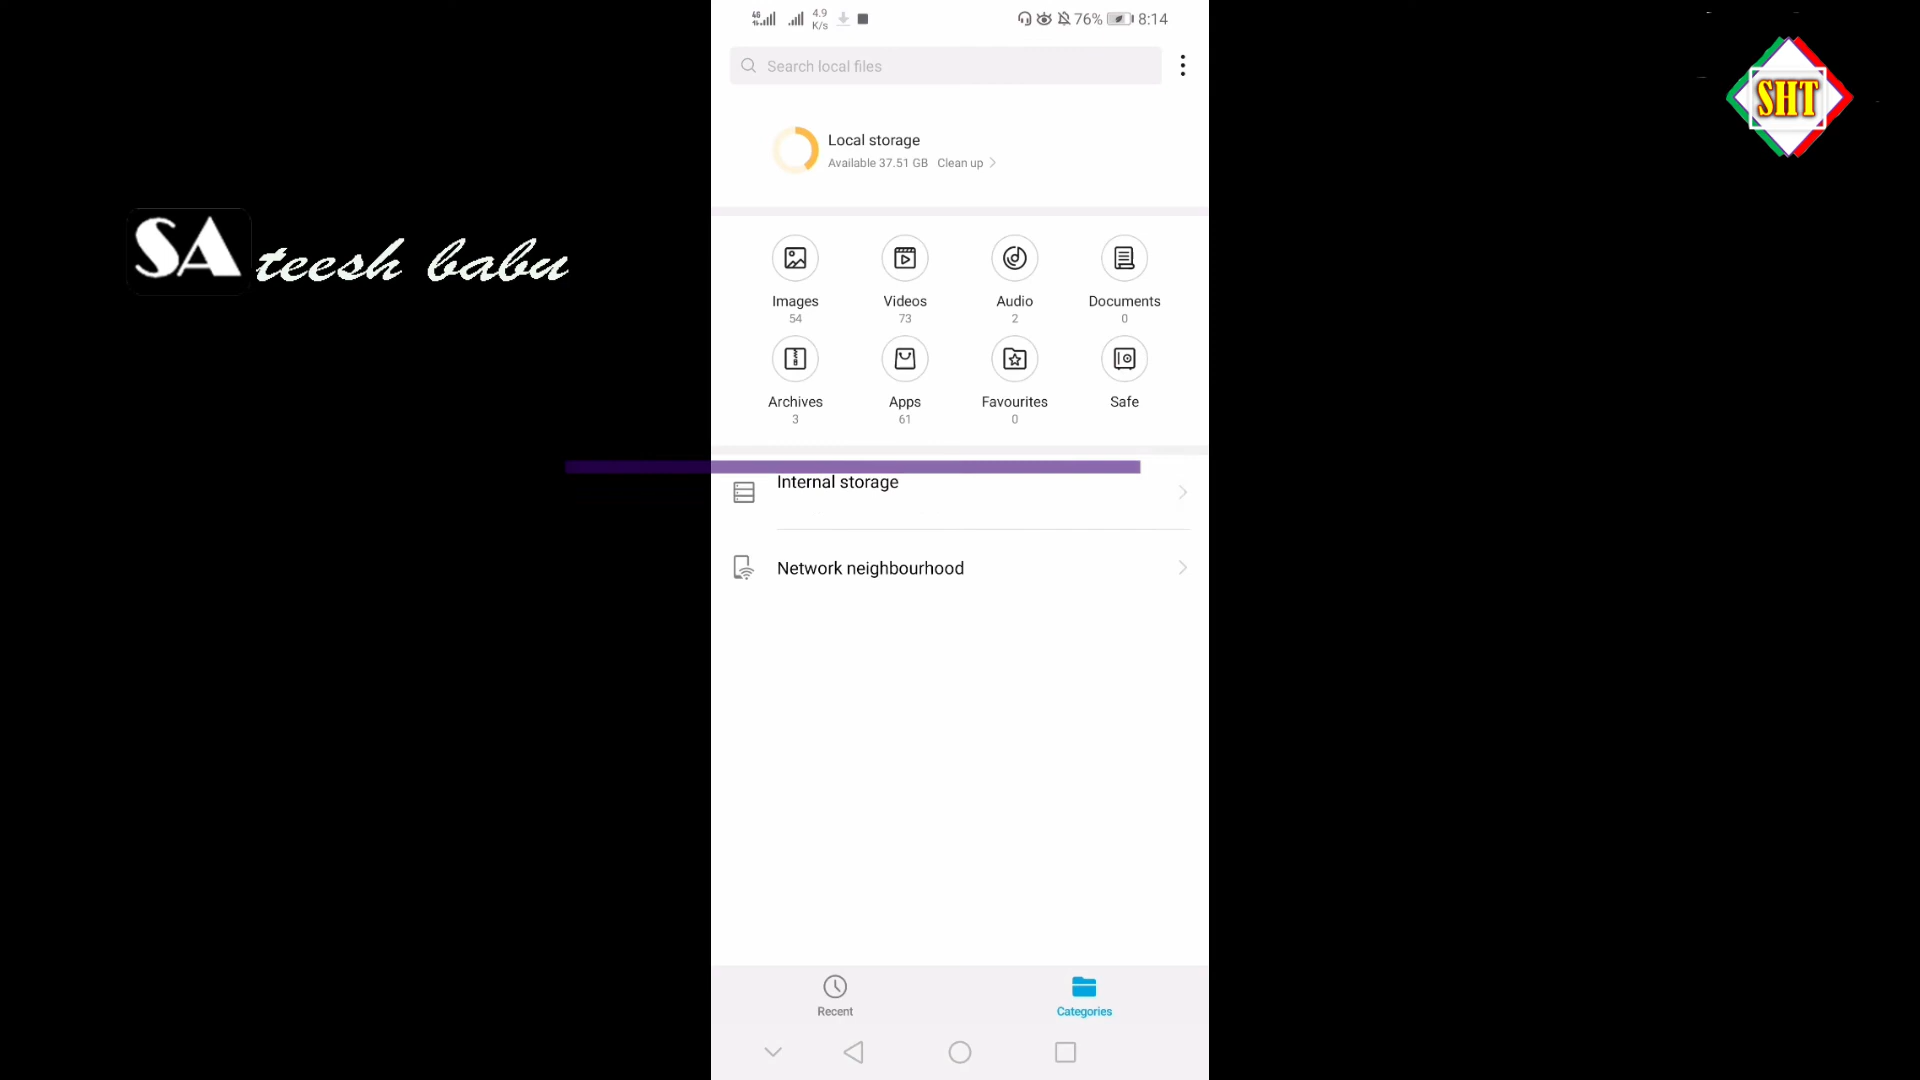 4G 4.9 K/s 76% 8:14
Search local files
SHT
Local storage
Available 37.51 GB Clean up
SA teesh babu
Images Videos Audio Documents
54 73 2 0
Archives Apps Favourites Safe
3 61 0
Internal storage
Network neighbourhood
Recent Categories